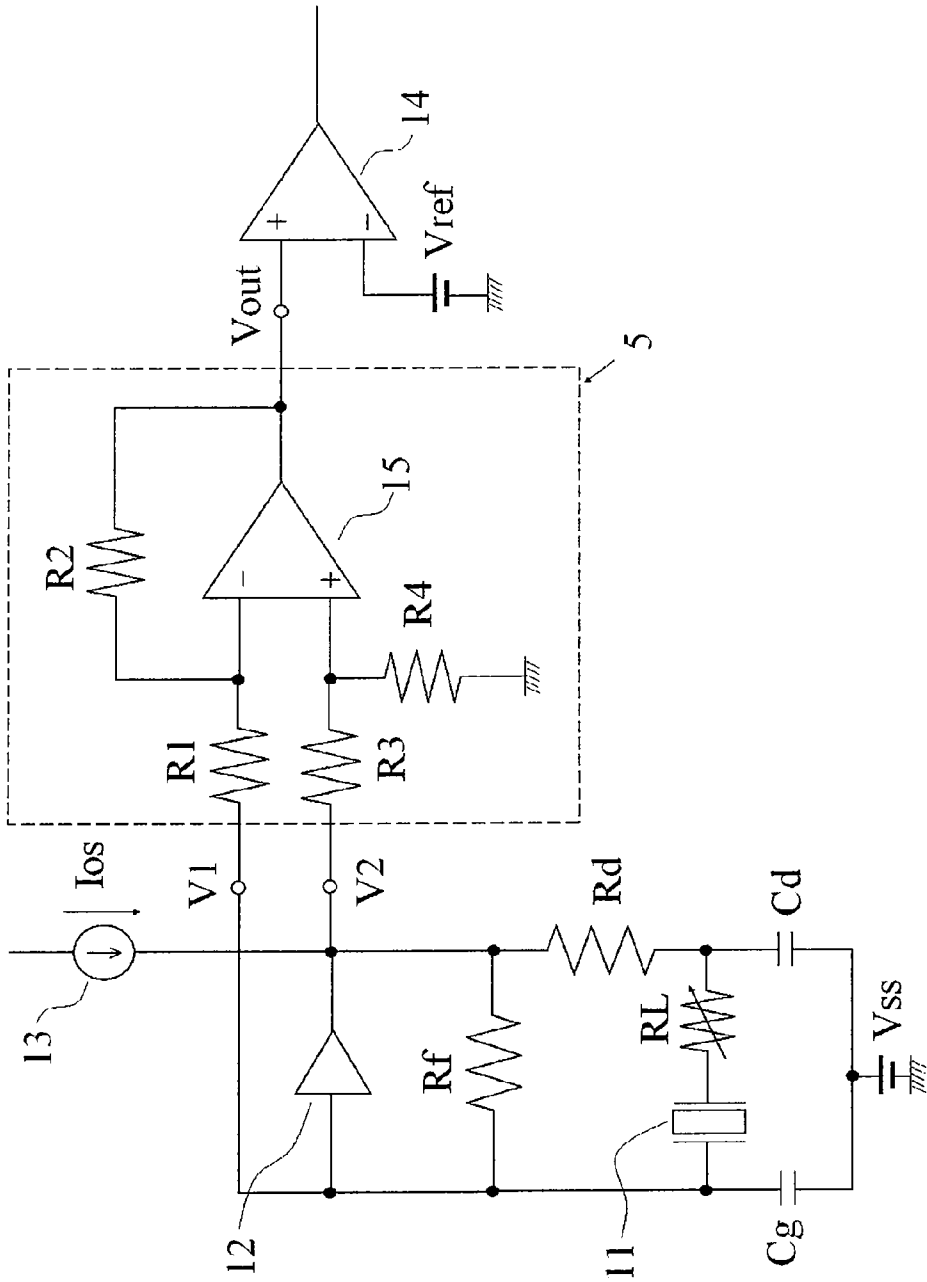 13
Ios
V1
V2
12
Rf
Rd
RL
11
Cg
Cd
Vss
R1
R3
R2
R4
−
+
15
5
Vout
+
−
14
Vref